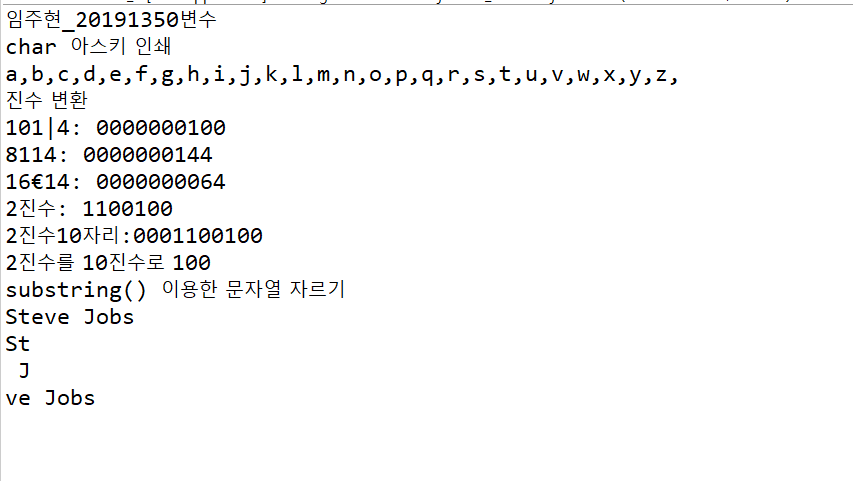 임주현_20191350변수
char 아스키 인쇄
a,b,c,d,e,f,g,h,i,j,k,l,m,n,o,p,q,r,s,t,u,v,w,x,y,z,
진수 변환
101|4: 0000000100
8114: 0000000144
16€14: 0000000064
2진수: 1100100
2진수10자리:0001100100
2진수를 10진수로 100
substring() 이용한 문자열 자르기
Steve Jobs
St
 J
ve Jobs